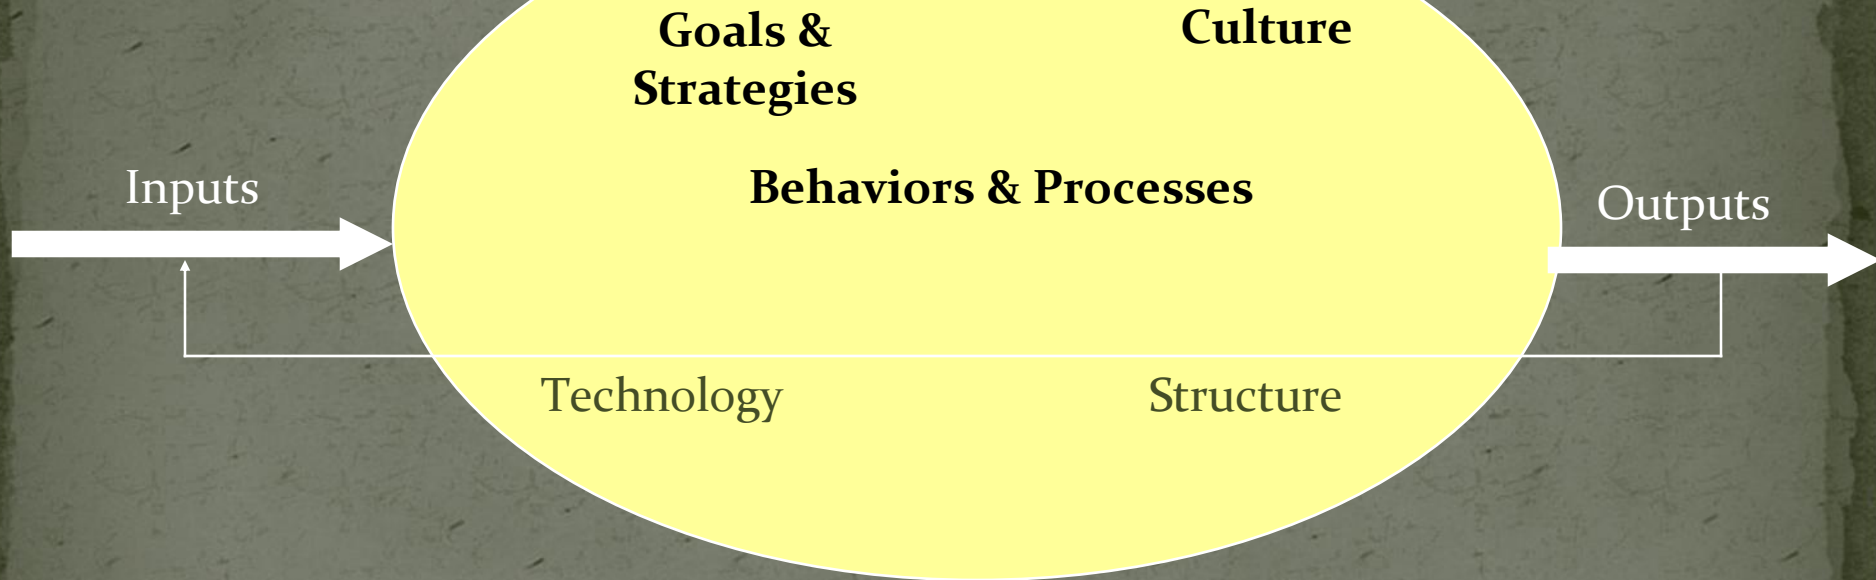 Goals &
Strategies
Culture
Behaviors & Processes
Inputs
Outputs
Technology
Structure